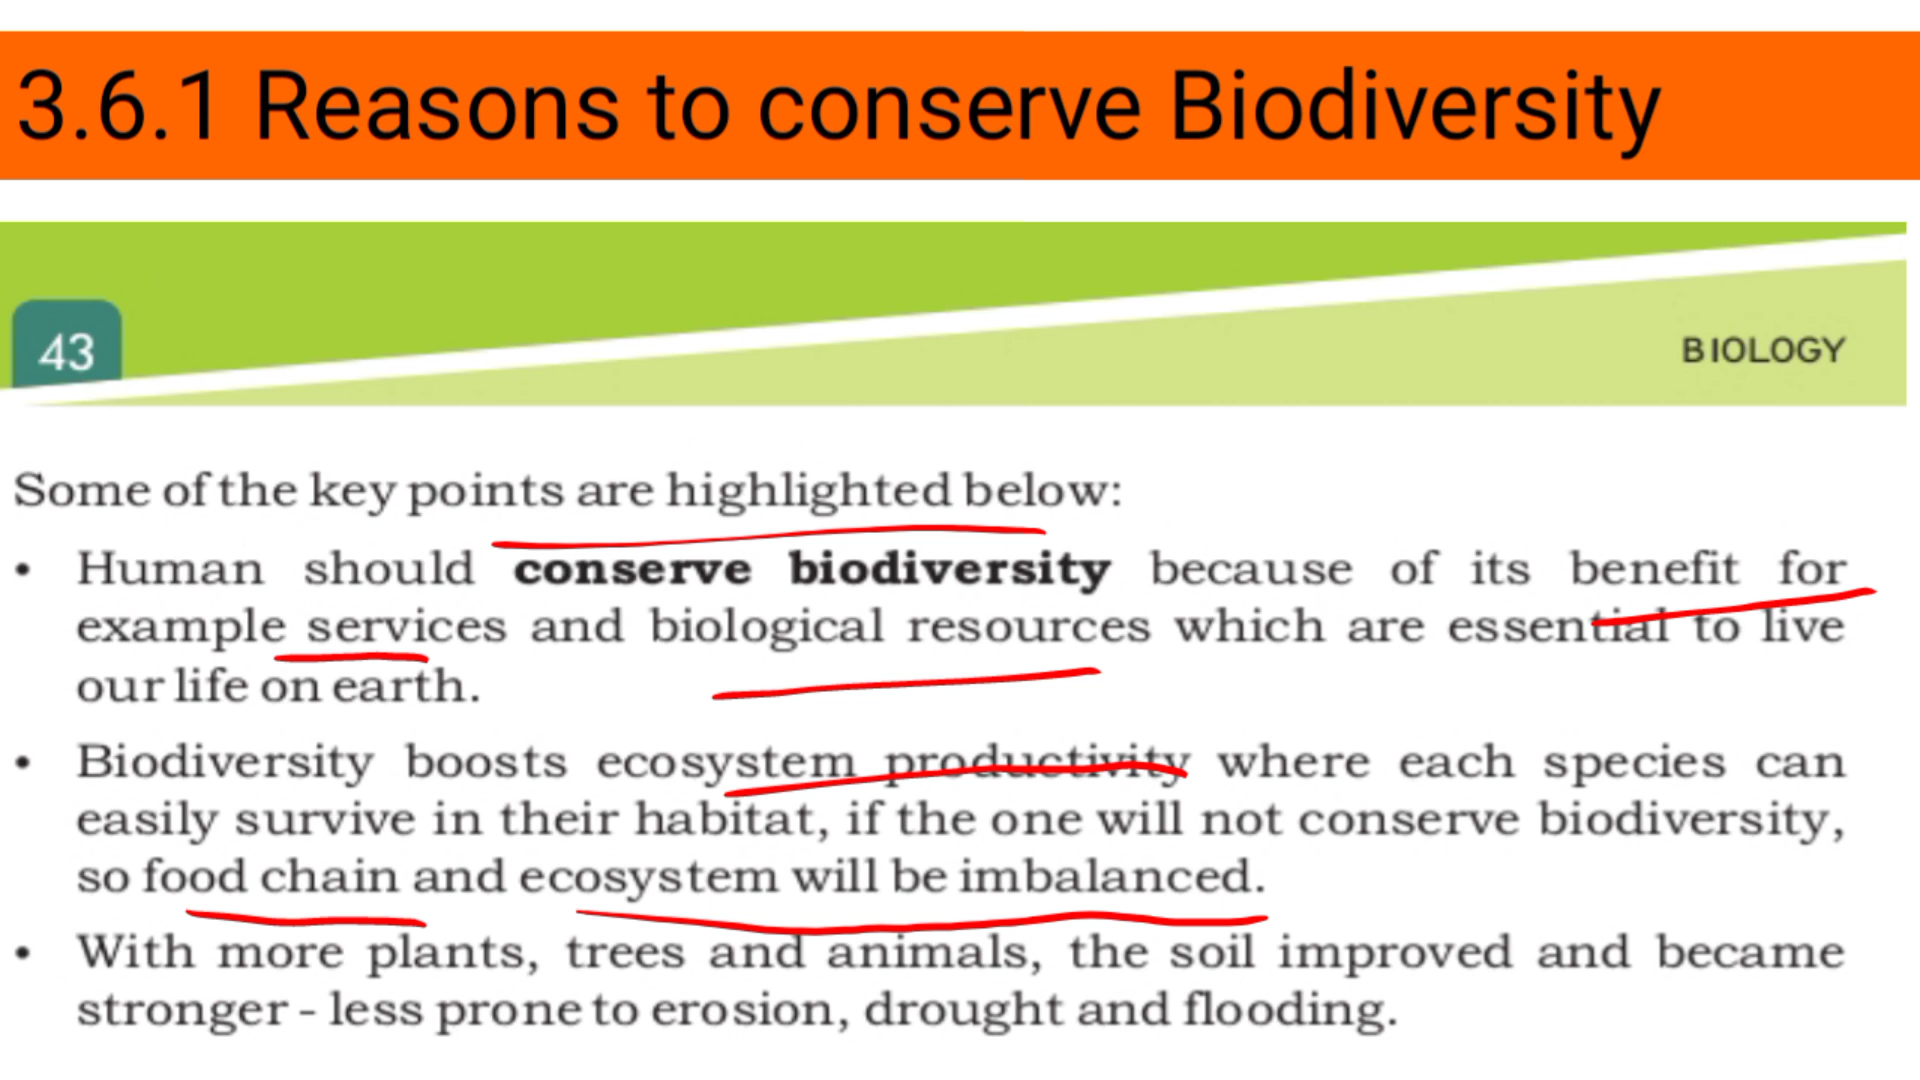 3.6.1 Reasons to conserve Biodiversity
43
BIOLOGY
Some of the key points are highlighted below:
• Human should conserve biodiversity because of its benefit for
example services and biological resources which are essential to live
our life on earth.
• Biodiversity boosts ecosystem productivity where each species can
easily survive in their habitat, if the one will not conserve biodiversity,
so food chain and ecosystem will be imbalanced.
• With more plants, trees and animals, the soil improved and became
stronger - less prone to erosion, drought and flooding.